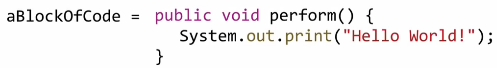 aBlockOfCode = public void perform() {
System.out.print("Hello World!");
}